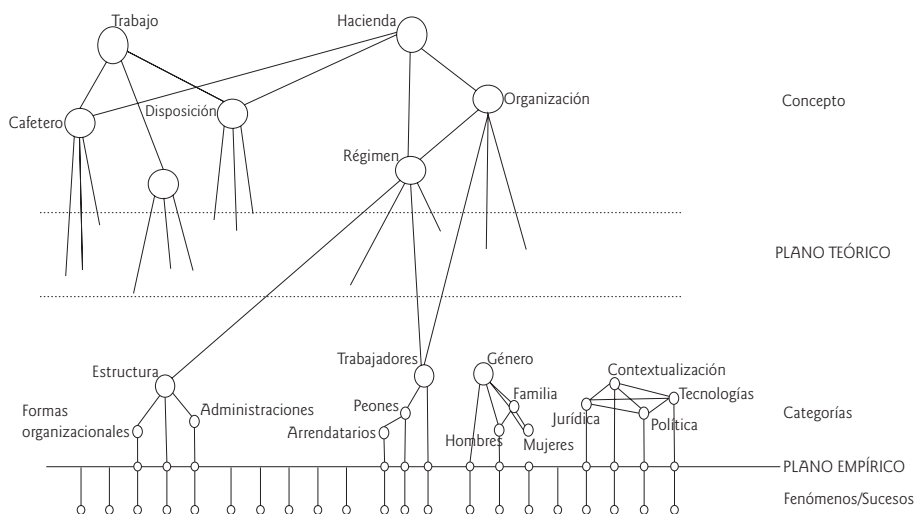 Trabajo
Hacienda
Concepto
Organización
Disposición
Cafetero
Régimen
PLANO TEÓRICO
Trabajadores
Género
Contextualización
Estructura
Familia
Tecnologías
Peones
Administraciones
Formas
organizacionales
Jurídica
Categorías
Política
Arrendatarios
Hombres
Mujeres
PLANO EMPÍRICO
Fenómenos/Sucesos